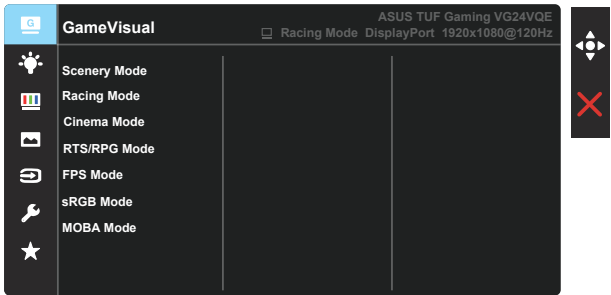 G
GameVisual
ASUS TUF Gaming VG24VQE
Racing Mode DisplayPort 1920x1080@120Hz
Scenery Mode
Racing Mode
Cinema Mode
RTS/RPG Mode
FPS Mode
sRGB Mode
MOBA Mode